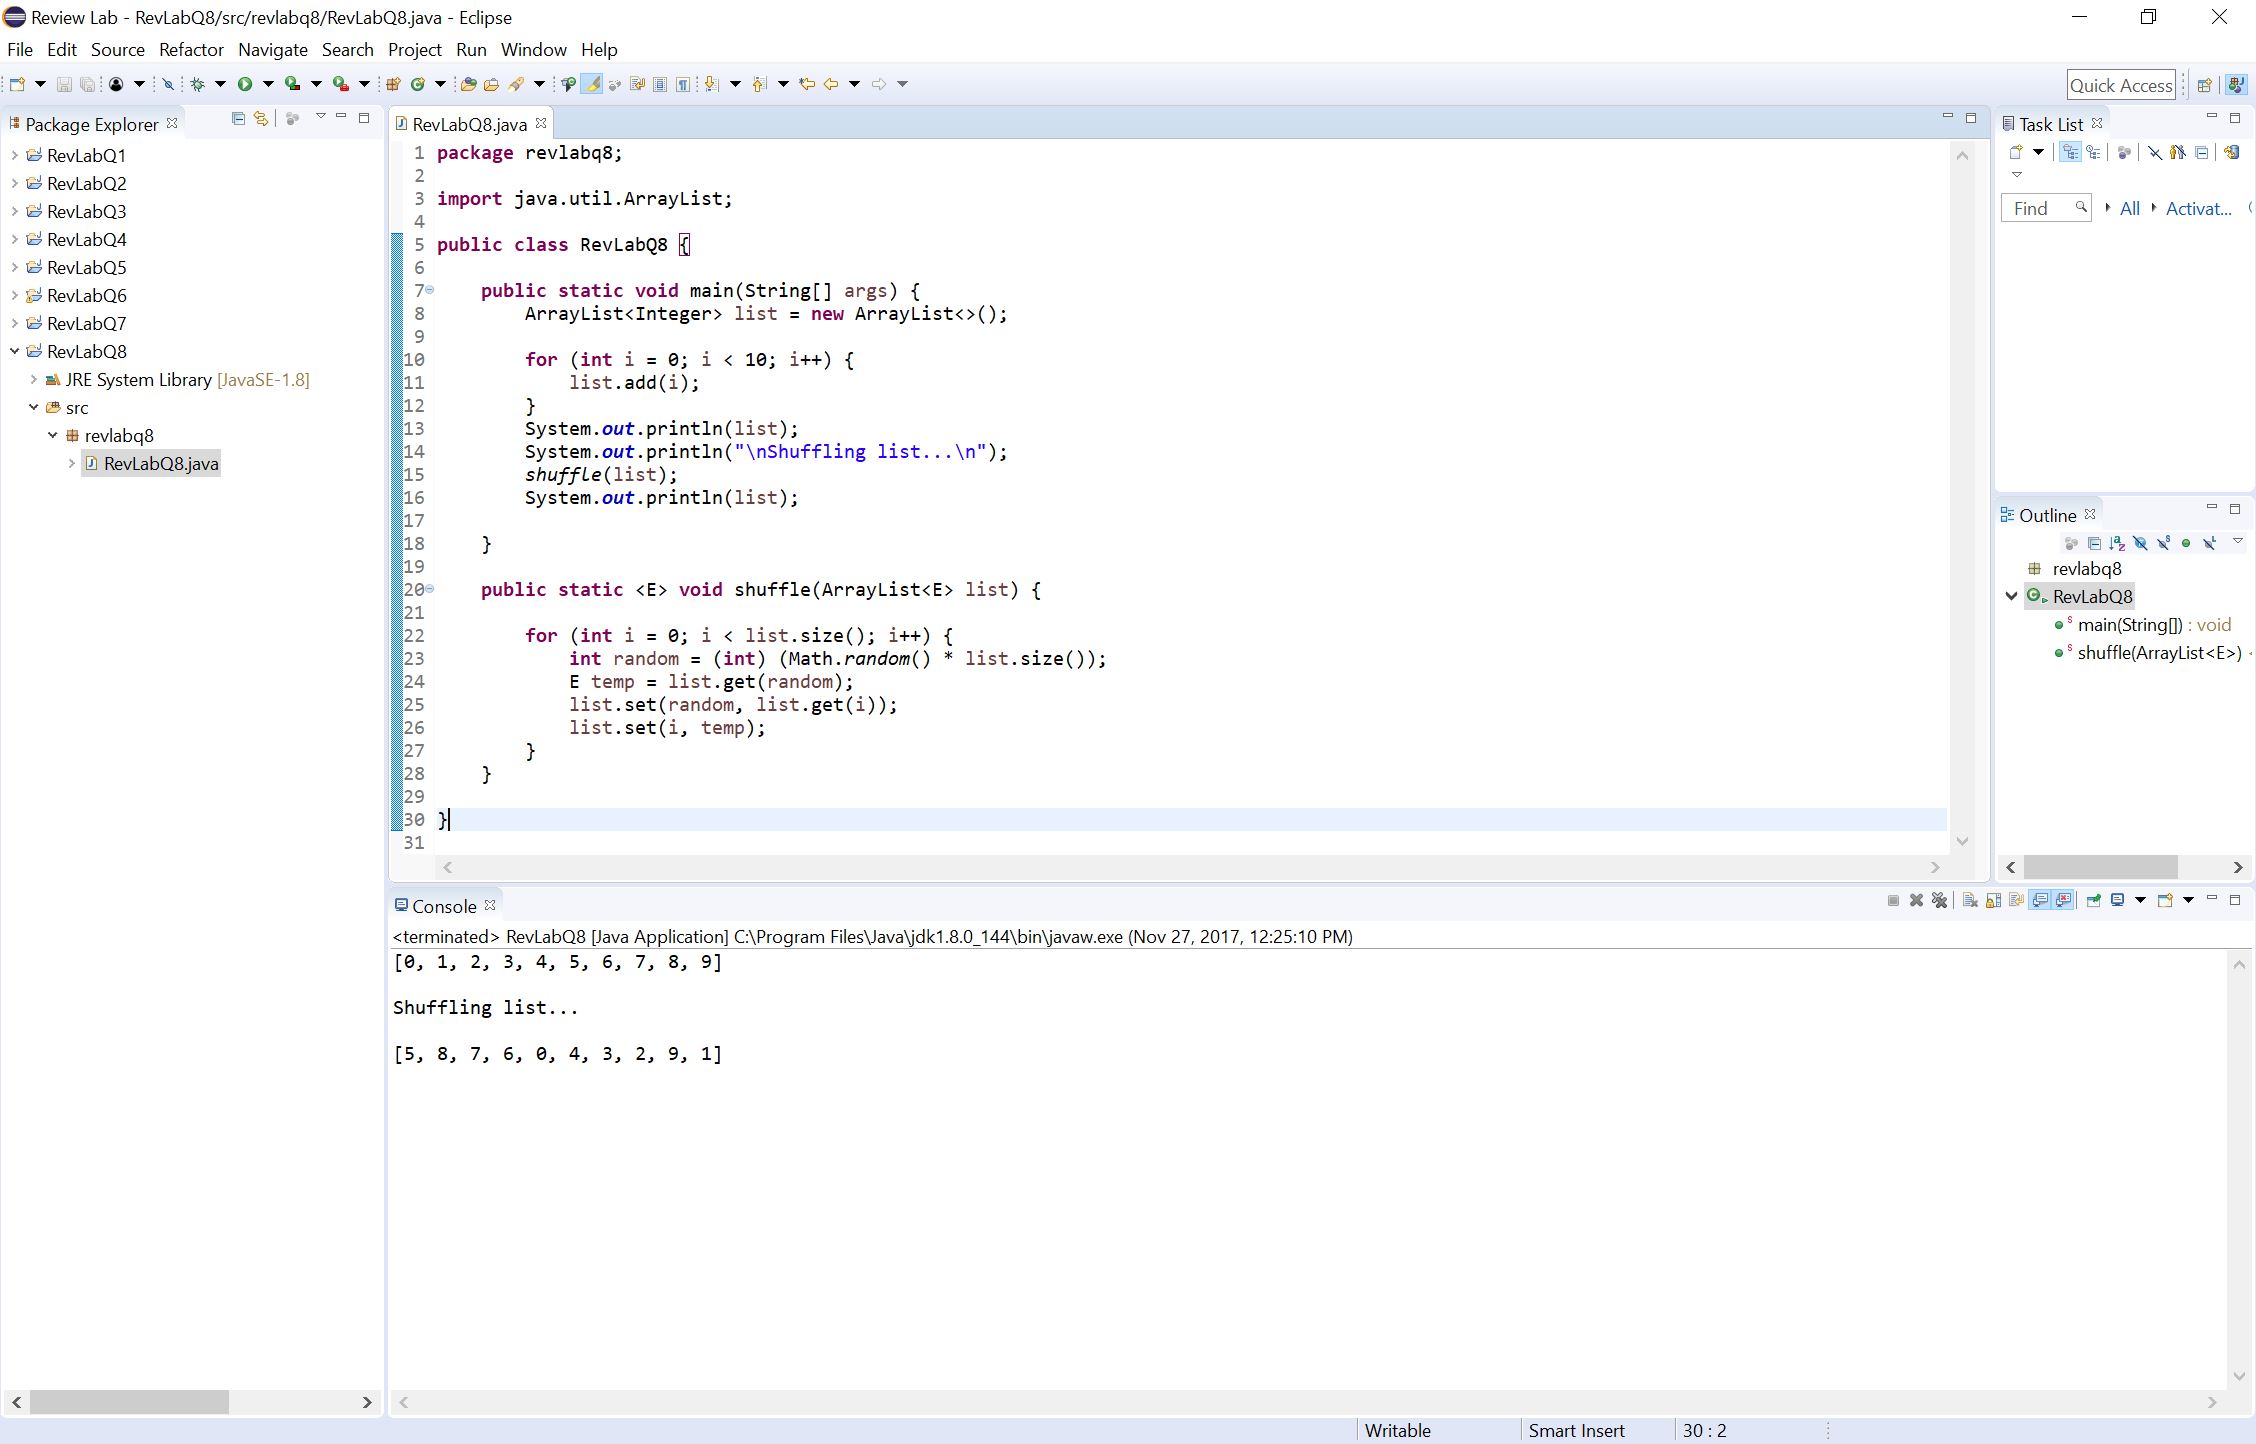 Review Lab - RevLabQ8/src/revlabq8/RevLabQ8.java - Eclipse
File Edit Source Refactor Navigate Search Project Run Window Help
Quick Access
Package Explorer
RevLabQ1
RevLabQ2
RevLabQ3
RevLabQ4
RevLabQ5
RevLabQ6
RevLabQ7
RevLabQ8
JRE System Library [JavaSE-1.8]
src
revlabq8
RevLabQ8.java
RevLabQ8.java
1 package revlabq8;
2
3 import java.util.ArrayList;
4
5 public class RevLabQ8 {
6
7     public static void main(String[] args) {
8         ArrayList<Integer> list = new ArrayList<>();
9
10         for (int i = 0; i < 10; i++) {
11             list.add(i);
12         }
13         System.out.println(list);
14         System.out.println("\nShuffling list...\n");
15         shuffle(list);
16         System.out.println(list);
17
18     }
19
20     public static <E> void shuffle(ArrayList<E> list) {
21
22         for (int i = 0; i < list.size(); i++) {
23             int random = (int) (Math.random() * list.size());
24             E temp = list.get(random);
25             list.set(random, list.get(i));
26             list.set(i, temp);
27         }
28     }
29
30 }
31
Task List
Find All Activat...
Outline
revlabq8
RevLabQ8
main(String[]) : void
shuffle(ArrayList<E>)
Console
<terminated> RevLabQ8 [Java Application] C:\Program Files\Java\jdk1.8.0_144\bin\javaw.exe (Nov 27, 2017, 12:25:10 PM)
[0, 1, 2, 3, 4, 5, 6, 7, 8, 9]
Shuffling list...
[5, 8, 7, 6, 0, 4, 3, 2, 9, 1]
Writable Smart Insert 30 : 2